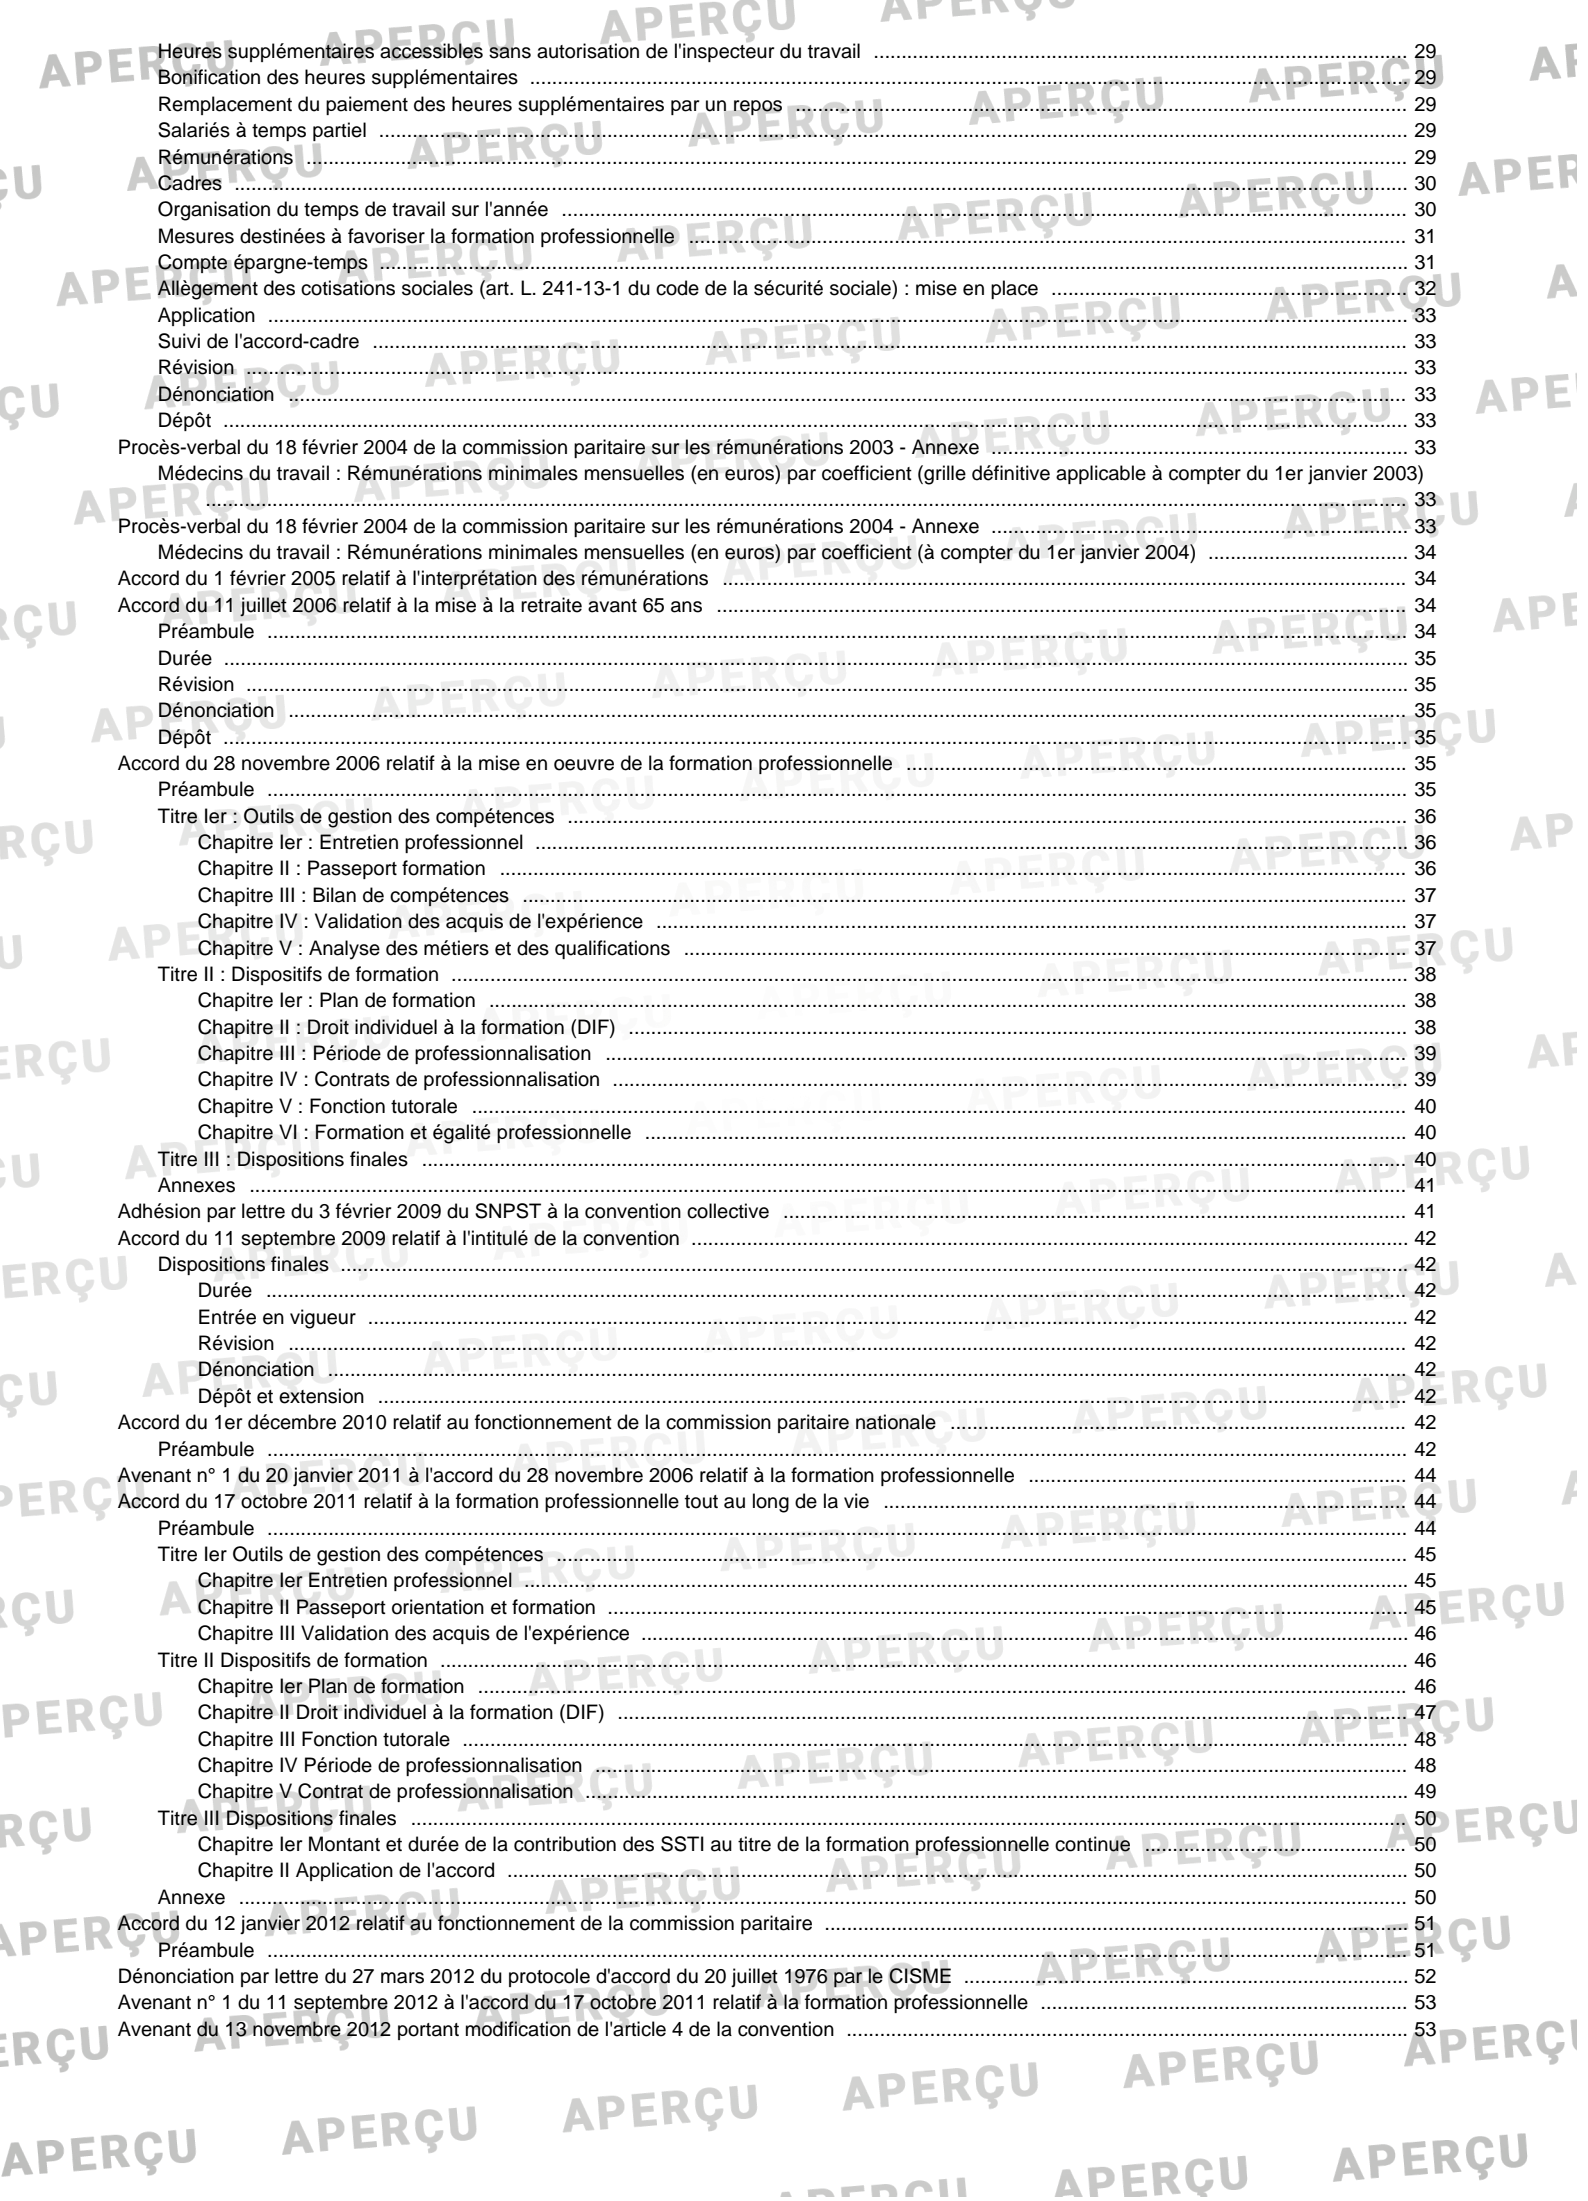 Heures supplémentaires accessibles sans autorisation de l'inspecteur du travail ... 29
Bonification des heures supplémentaires ... 29
Remplacement du paiement des heures supplémentaires par un repos ... 29
Salariés à temps partiel ... 29
Rémunérations ... 29
Cadres ... 30
Organisation du temps de travail sur l'année ... 30
Mesures destinées à favoriser la formation professionnelle ... 31
Compte épargne-temps ... 31
Allègement des cotisations sociales (art. L. 241-13-1 du code de la sécurité sociale) : mise en place ... 32
Application ... 33
Suivi de l'accord-cadre ... 33
Révision ... 33
Dénonciation ... 33
Dépôt ... 33
Procès-verbal du 18 février 2004 de la commission paritaire sur les rémunérations 2003 - Annexe ... 33
Médecins du travail : Rémunérations minimales mensuelles (en euros) par coefficient (grille définitive applicable à compter du 1er janvier 2003)
... 33
Procès-verbal du 18 février 2004 de la commission paritaire sur les rémunérations 2004 - Annexe ... 33
Médecins du travail : Rémunérations minimales mensuelles (en euros) par coefficient (à compter du 1er janvier 2004) ... 34
Accord du 1 février 2005 relatif à l'interprétation des rémunérations ... 34
Accord du 11 juillet 2006 relatif à la mise à la retraite avant 65 ans ... 34
Préambule ... 34
Durée ... 35
Révision ... 35
Dénonciation ... 35
Dépôt ... 35
Accord du 28 novembre 2006 relatif à la mise en oeuvre de la formation professionnelle ... 35
Préambule ... 35
Titre Ier : Outils de gestion des compétences ... 36
Chapitre Ier : Entretien professionnel ... 36
Chapitre II : Passeport formation ... 36
Chapitre III : Bilan de compétences ... 37
Chapitre IV : Validation des acquis de l'expérience ... 37
Chapitre V : Analyse des métiers et des qualifications ... 37
Titre II : Dispositifs de formation ... 38
Chapitre Ier : Plan de formation ... 38
Chapitre II : Droit individuel à la formation (DIF) ... 38
Chapitre III : Période de professionnalisation ... 39
Chapitre IV : Contrats de professionnalisation ... 39
Chapitre V : Fonction tutorale ... 40
Chapitre VI : Formation et égalité professionnelle ... 40
Titre III : Dispositions finales ... 40
Annexes ... 41
Adhésion par lettre du 3 février 2009 du SNPST à la convention collective ... 41
Accord du 11 septembre 2009 relatif à l'intitulé de la convention ... 42
Dispositions finales ... 42
Durée ... 42
Entrée en vigueur ... 42
Révision ... 42
Dénonciation ... 42
Dépôt et extension ... 42
Accord du 1er décembre 2010 relatif au fonctionnement de la commission paritaire nationale ... 42
Préambule ... 42
Avenant n° 1 du 20 janvier 2011 à l'accord du 28 novembre 2006 relatif à la formation professionnelle ... 44
Accord du 17 octobre 2011 relatif à la formation professionnelle tout au long de la vie ... 44
Préambule ... 44
Titre Ier Outils de gestion des compétences ... 45
Chapitre Ier Entretien professionnel ... 45
Chapitre II Passeport orientation et formation ... 45
Chapitre III Validation des acquis de l'expérience ... 46
Titre II Dispositifs de formation ... 46
Chapitre Ier Plan de formation ... 46
Chapitre II Droit individuel à la formation (DIF) ... 47
Chapitre III Fonction tutorale ... 48
Chapitre IV Période de professionnalisation ... 48
Chapitre V Contrat de professionnalisation ... 49
Titre III Dispositions finales ... 50
Chapitre Ier Montant et durée de la contribution des SSTI au titre de la formation professionnelle continue ... 50
Chapitre II Application de l'accord ... 50
Annexe ... 50
Accord du 12 janvier 2012 relatif au fonctionnement de la commission paritaire ... 51
Préambule ... 51
Dénonciation par lettre du 27 mars 2012 du protocole d'accord du 20 juillet 1976 par le CISME ... 52
Avenant n° 1 du 11 septembre 2012 à l'accord du 17 octobre 2011 relatif à la formation professionnelle ... 53
Avenant du 13 novembre 2012 portant modification de l'article 4 de la convention ... 53
APERÇU